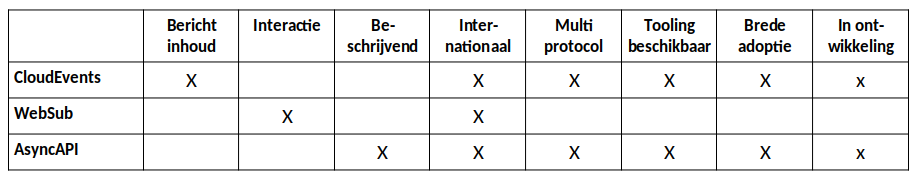 Bericht inhoud Interactie Be-schrijvend Inter-nationaal Multi protocol Tooling beschikbaar Brede adoptie In ont-wikkeling
CloudEvents X X X X X x
WebSub X X
AsyncAPI X X X X X x